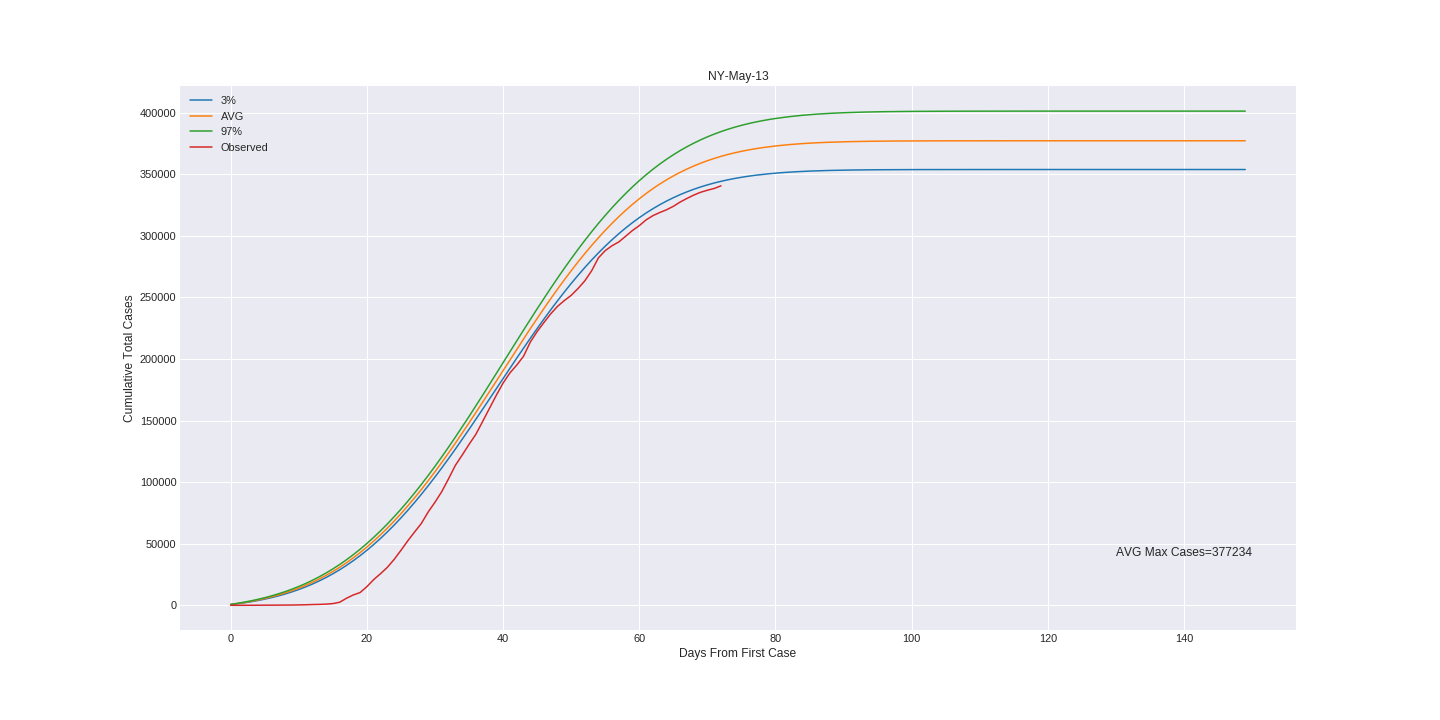 NY-May-13
3%
AVG
97%
Observed
400000
350000
300000
250000
200000
150000
100000
50000
0
Cumulative Total Cases
AVG Max Cases=377234
0 20 40 60 80 100 120 140
Days From First Case